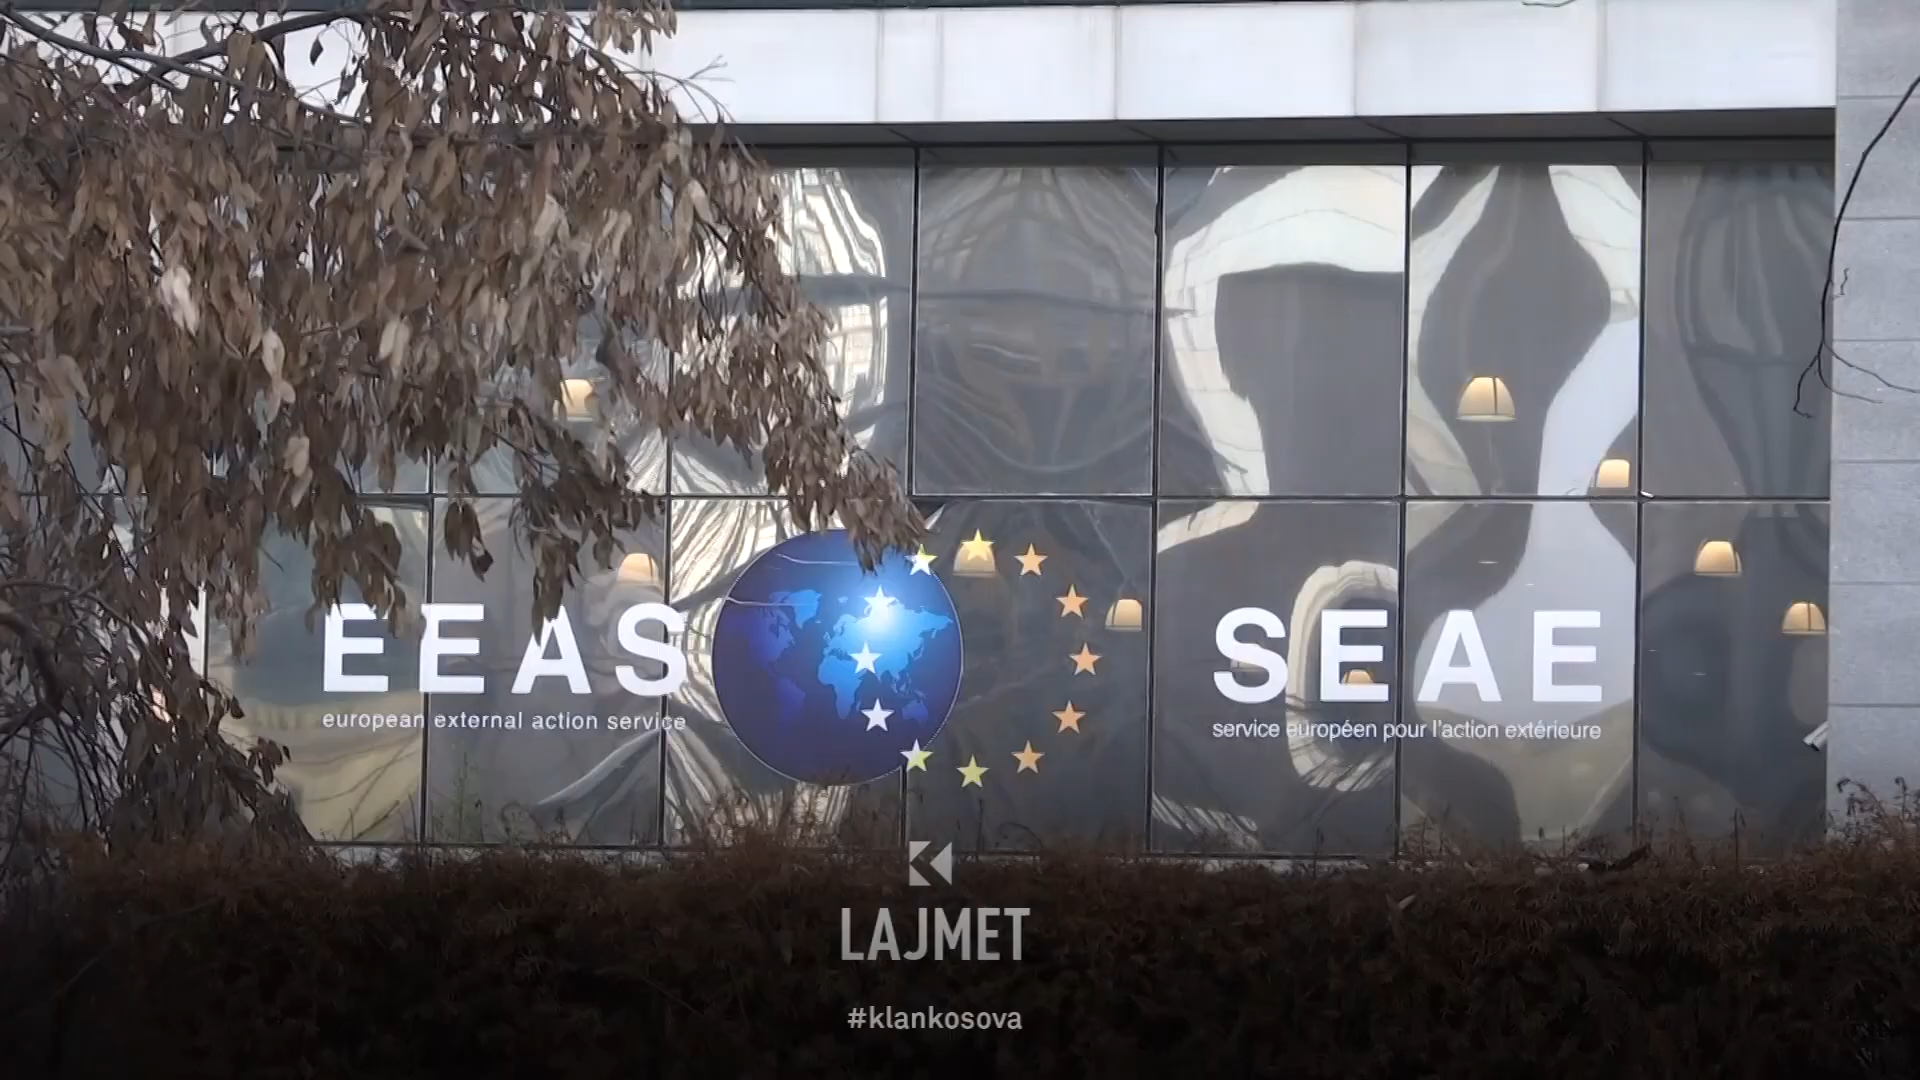 EEAS
european external action service
SEAE
service européen pour l'action extérieure
LAJMET
#klankosova